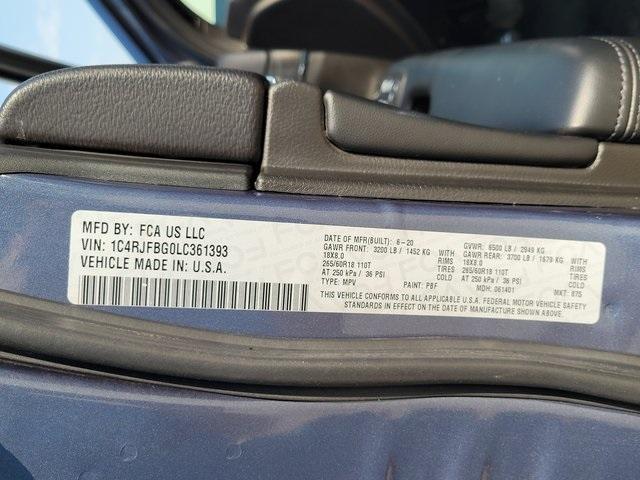 MFD BY: FCA US LLC
VIN: 1C4RJFBG0LC361393
VEHICLE MADE IN: U.S.A.
DATE OF MFR(BUILT): 6-20 GVWR: 6500 LB / 2949 KG
GAWR FRONT: 3200 LB / 1452 KG WITH GAWR REAR: 3700 LB / 1679 KG WITH
18X8.0 RIMS 18X8.0 RIMS
265/60R18 110T TIRES 265/60R18 110T TIRES
AT 250 kPa / 36 PSI COLD AT 250 kPa / 36 PSI COLD
TYPE: MPV PAINT: PBF MDH: 061401 MKT: 875
THIS VEHICLE CONFORMS TO ALL APPLICABLE U.S.A. FEDERAL MOTOR VEHICLE SAFETY
STANDARDS IN EFFECT ON THE DATE OF MANUFACTURE SHOWN ABOVE.